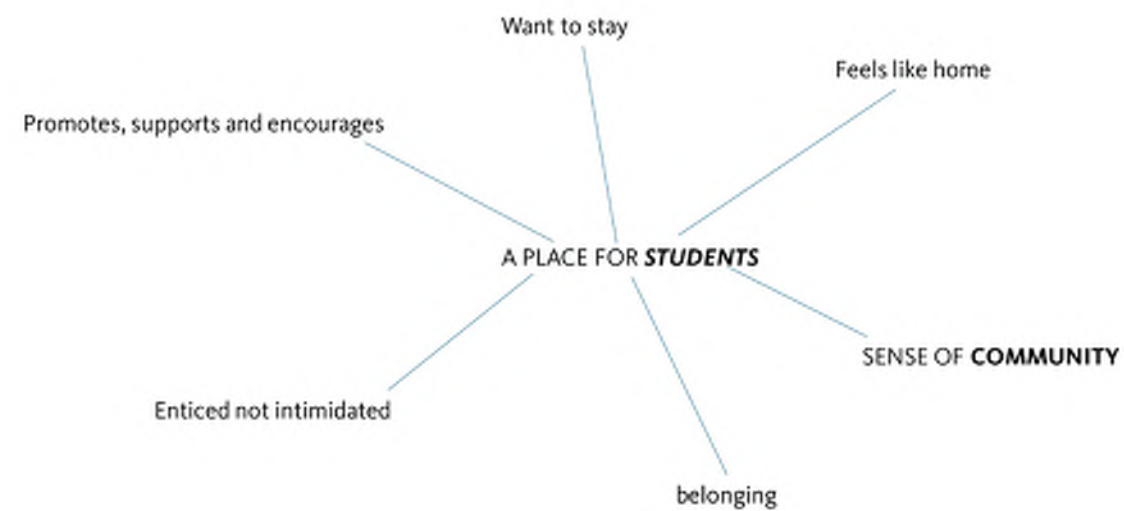 Want to stay
Feels like home
Promotes, supports and encourages
A PLACE FOR STUDENTS
SENSE OF COMMUNITY
Enticed not intimidated
belonging